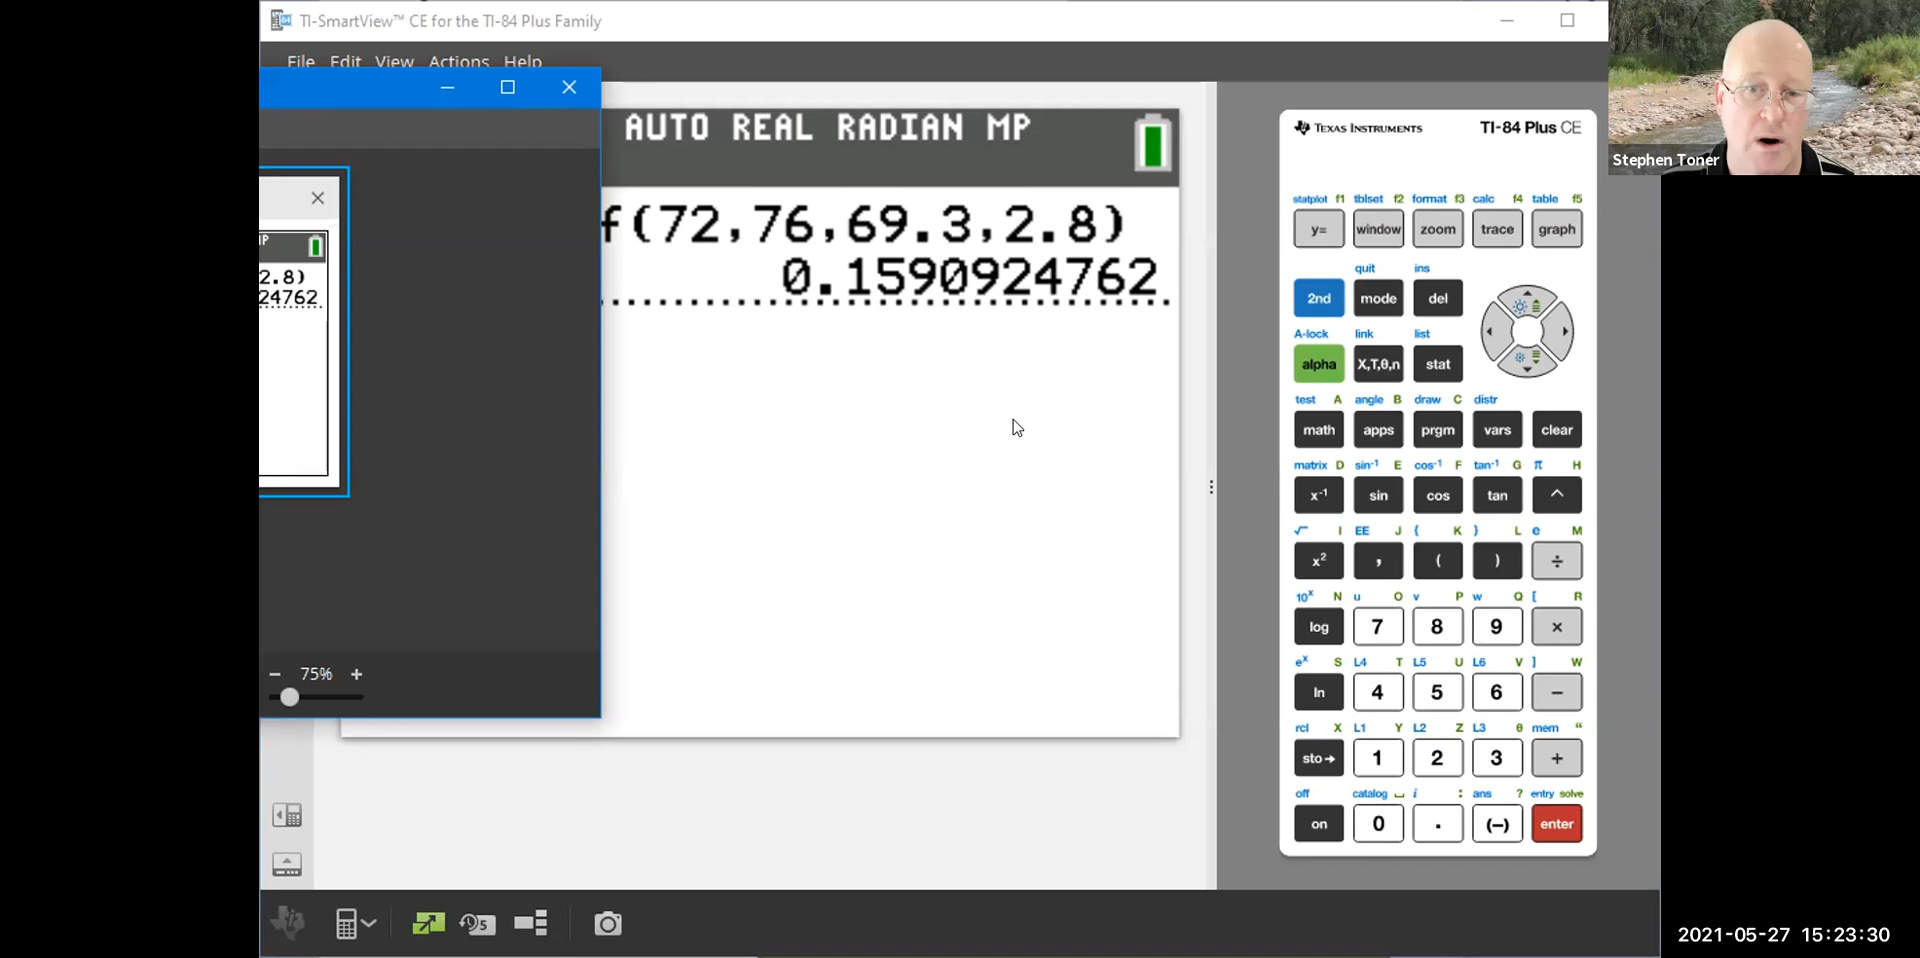 TI-SmartView™ CE for the TI-84 Plus Family
File Edit View Actions Help
AUTO REAL RADIAN MP
f(72,76,69.3,2.8)
0.1590924762
MP
2.8)
24762
− 75% +
Stephen Toner
TEXAS INSTRUMENTS TI-84 Plus CE
statplot f1 tblset f2 format f3 calc f4 table f5
y= window zoom trace graph
quit ins
2nd mode del
A-lock link list
alpha X,T,θ,n stat
test A angle B draw C distr
math apps prgm vars clear
matrix D sin⁻¹ E cos⁻¹ F tan⁻¹ G π H
x⁻¹ sin cos tan ^
√ I EE J { K } L e M
x² , ( ) ÷
10ˣ N u O v P w Q [ R
log 7 8 9 ×
eˣ S L4 T L5 U L6 V ] W
ln 4 5 6 −
rcl X L1 Y L2 Z L3 θ mem “
sto→ 1 2 3 +
off catalog ⎵ i : ans ? entry solve
on 0 . (−) enter
5
2021-05-27 15:23:30